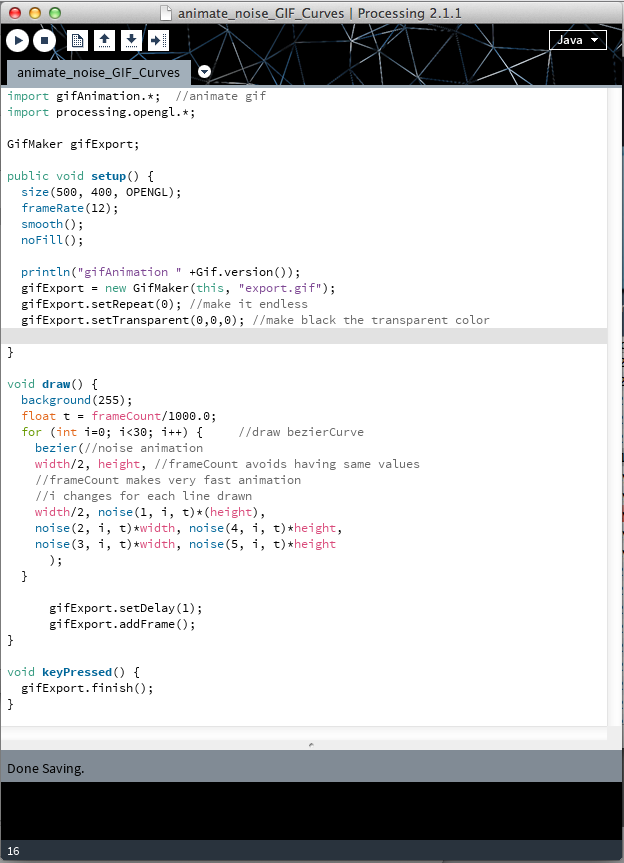 animate_noise_GIF_Curves | Processing 2.1.1
Java
animate_noise_GIF_Curves
import gifAnimation.*;  //animate gif
import processing.opengl.*;

GifMaker gifExport;

public void setup() {
  size(500, 400, OPENGL);
  frameRate(12);
  smooth();
  noFill();

  println("gifAnimation " +Gif.version());
  gifExport = new GifMaker(this, "export.gif");
  gifExport.setRepeat(0); //make it endless
  gifExport.setTransparent(0,0,0); //make black the transparent color

}

void draw() {
  background(255);
  float t = frameCount/1000.0;
  for (int i=0; i<30; i++) {     //draw bezierCurve
    bezier(//noise animation
    width/2, height, //frameCount avoids having same values
    //frameCount makes very fast animation
    //i changes for each line drawn
    width/2, noise(1, i, t)*(height),
    noise(2, i, t)*width, noise(4, i, t)*height,
    noise(3, i, t)*width, noise(5, i, t)*height
      );
  }

      gifExport.setDelay(1);
      gifExport.addFrame();
}

void keyPressed() {
  gifExport.finish();
}
Done Saving.
16